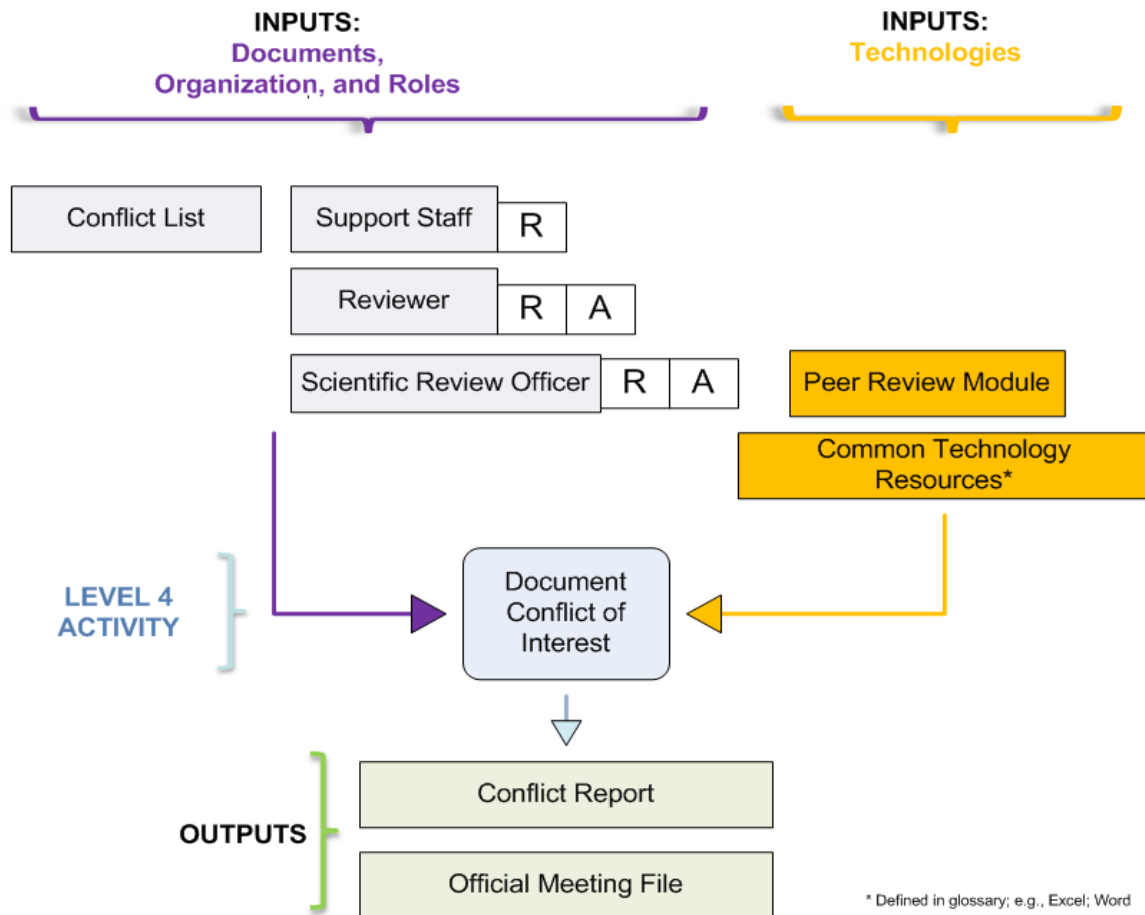 INPUTS:
Documents,
Organization, and Roles
INPUTS:
Technologies
Conflict List
Support Staff
R
Reviewer
R
A
Scientific Review Officer
R
A
Peer Review Module
Common Technology
Resources*
LEVEL 4
ACTIVITY
Document
Conflict of
Interest
OUTPUTS
Conflict Report
Official Meeting File
* Defined in glossary; e.g., Excel; Word